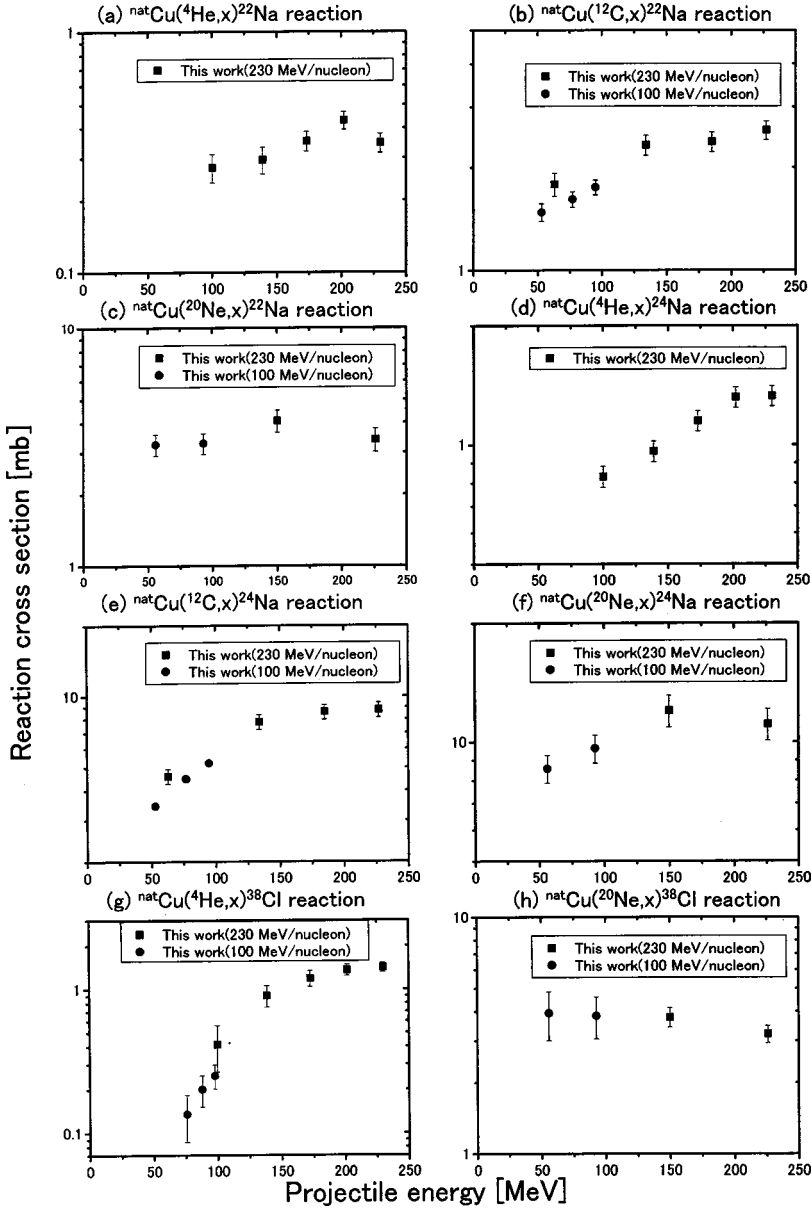 (a) ⁿᵃᵗCu(⁴He,x)²²Na reaction
1
0.1
This work(230 MeV/nucleon)
0 50 100 150 200 250
(b) ⁿᵃᵗCu(¹²C,x)²²Na reaction
1
This work(230 MeV/nucleon)
This work(100 MeV/nucleon)
0 50 100 150 200 250
(c) ⁿᵃᵗCu(²⁰Ne,x)²²Na reaction
10
1
This work(230 MeV/nucleon)
This work(100 MeV/nucleon)
0 50 100 150 200 250
(d) ⁿᵃᵗCu(⁴He,x)²⁴Na reaction
1
This work(230 MeV/nucleon)
0 50 100 150 200 250
(e) ⁿᵃᵗCu(¹²C,x)²⁴Na reaction
10
This work(230 MeV/nucleon)
This work(100 MeV/nucleon)
0 50 100 150 200 250
(f) ⁿᵃᵗCu(²⁰Ne,x)²⁴Na reaction
10
This work(230 MeV/nucleon)
This work(100 MeV/nucleon)
0 50 100 150 200 250
(g) ⁿᵃᵗCu(⁴He,x)³⁸Cl reaction
1
0.1
This work(230 MeV/nucleon)
This work(100 MeV/nucleon)
0 50 100 150 200 250
(h) ⁿᵃᵗCu(²⁰Ne,x)³⁸Cl reaction
10
1
This work(230 MeV/nucleon)
This work(100 MeV/nucleon)
0 50 100 150 200 250
Reaction cross section [mb]
Projectile energy [MeV]